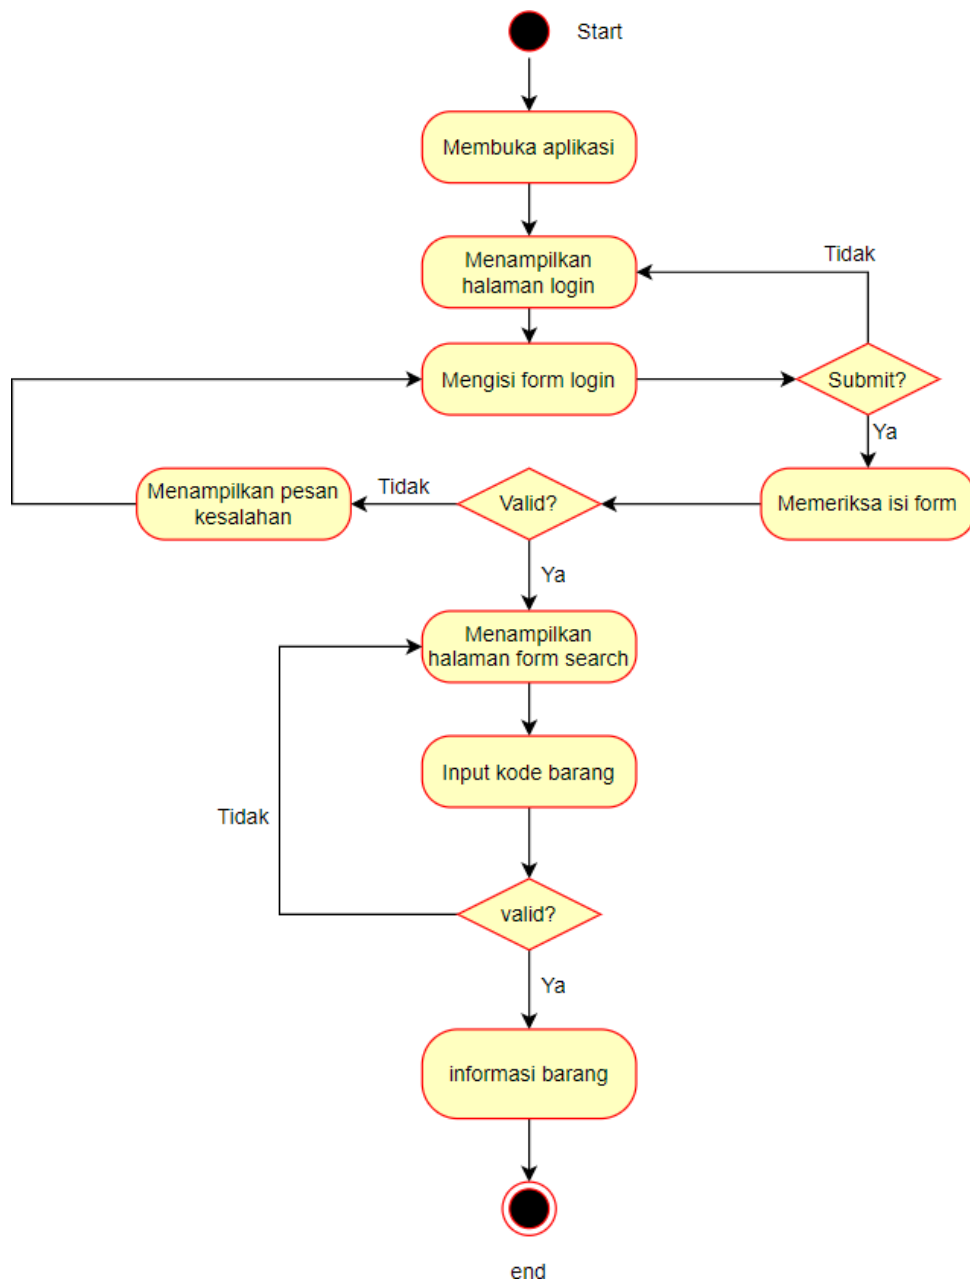 Start
Membuka aplikasi
Menampilkan
halaman login
Tidak
Mengisi form login
Submit?
Ya
Menampilkan pesan
kesalahan
Tidak
Valid?
Memeriksa isi form
Ya
Menampilkan
halaman form search
Input kode barang
Tidak
valid?
Ya
informasi barang
end